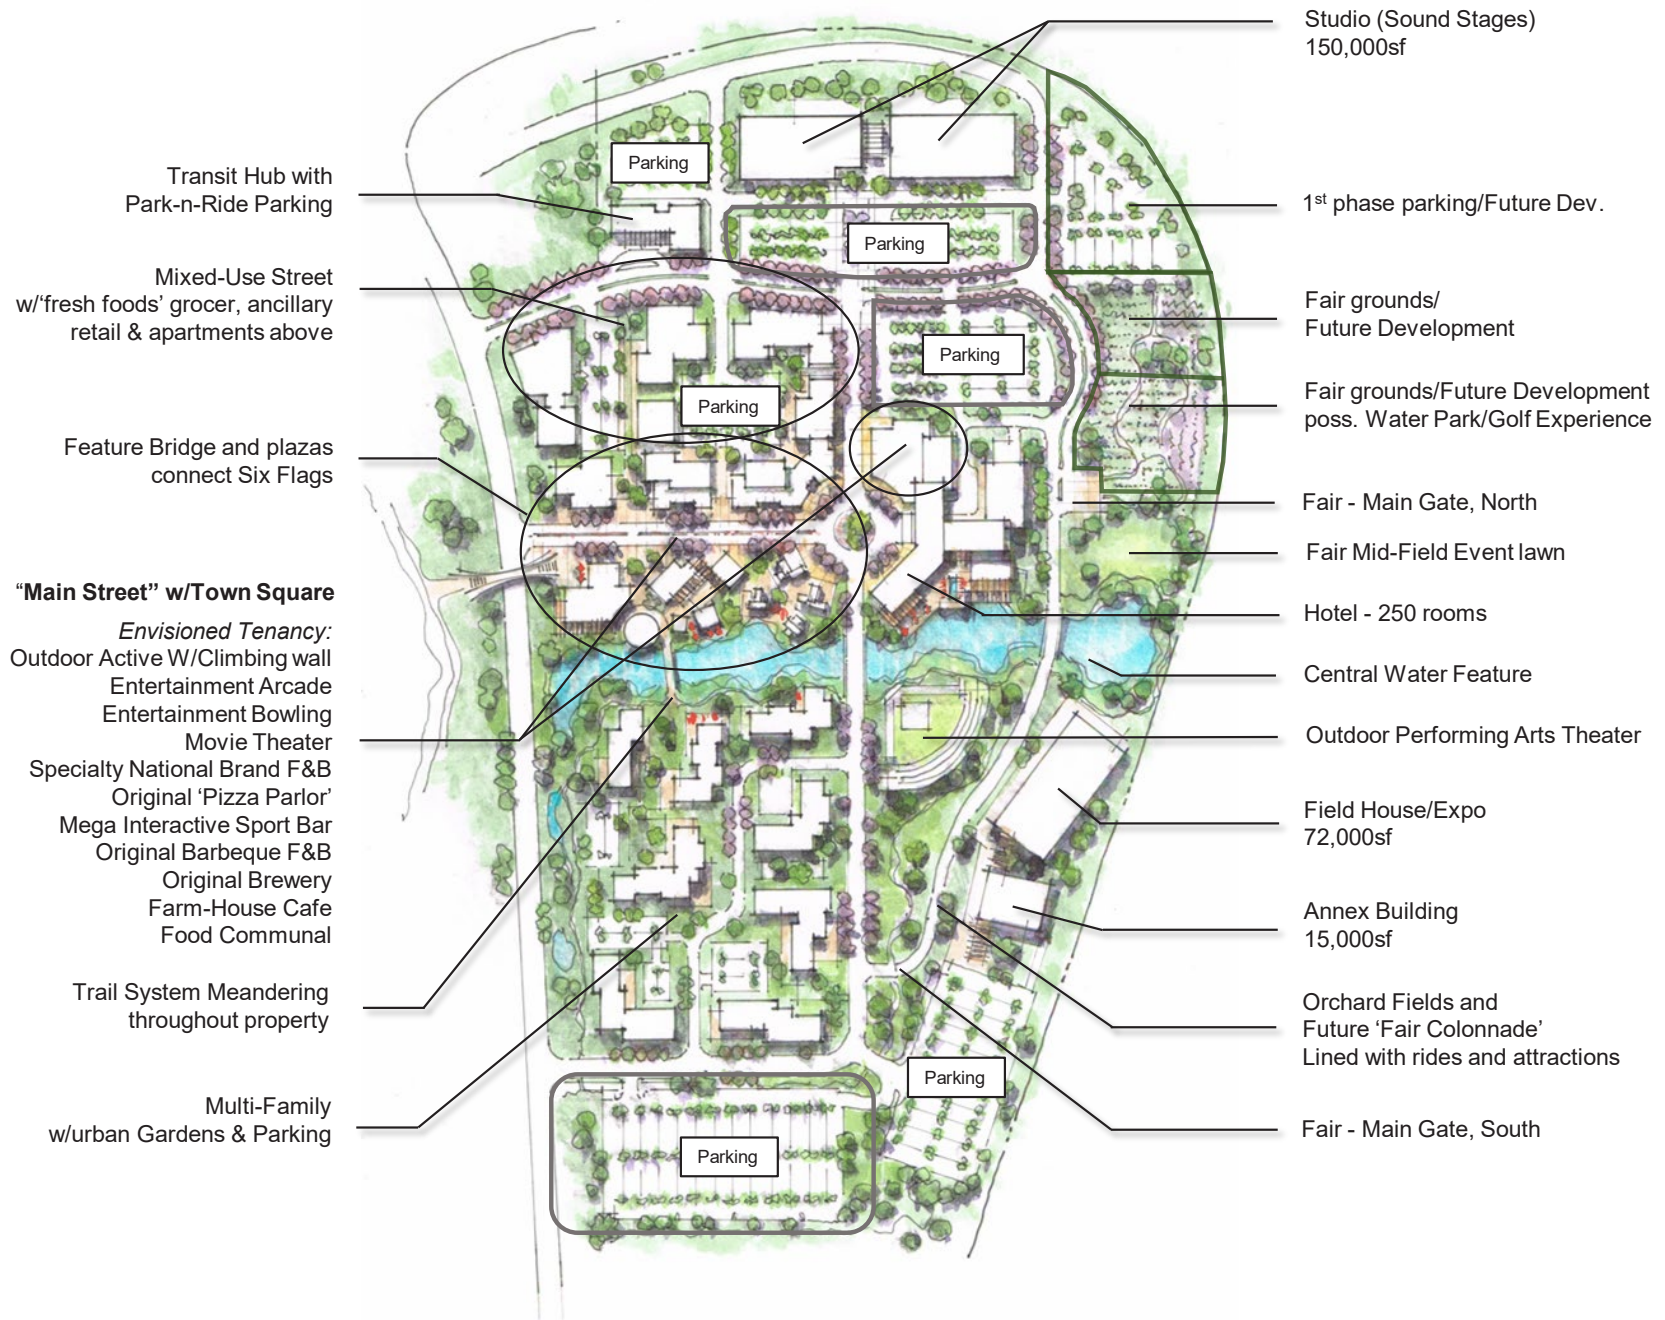 Studio (Sound Stages)
150,000sf
Parking
Transit Hub with
Park-n-Ride Parking
1st phase parking/Future Dev.
Parking
Mixed-Use Street
w/‘fresh foods’ grocer, ancillary
retail & apartments above
Fair grounds/
Future Development
Parking
Fair grounds/Future Development
poss. Water Park/Golf Experience
Parking
Feature Bridge and plazas
connect Six Flags
Fair - Main Gate, North
Fair Mid-Field Event lawn
“Main Street” w/Town Square
Envisioned Tenancy:
Outdoor Active W/Climbing wall
Entertainment Arcade
Entertainment Bowling
Movie Theater
Specialty National Brand F&B
Original ‘Pizza Parlor’
Mega Interactive Sport Bar
Original Barbeque F&B
Original Brewery
Farm-House Cafe
Food Communal
Hotel - 250 rooms
Central Water Feature
Outdoor Performing Arts Theater
Field House/Expo
72,000sf
Annex Building
15,000sf
Trail System Meandering
throughout property
Orchard Fields and
Future ‘Fair Colonnade’
Lined with rides and attractions
Parking
Multi-Family
w/urban Gardens & Parking
Fair - Main Gate, South
Parking